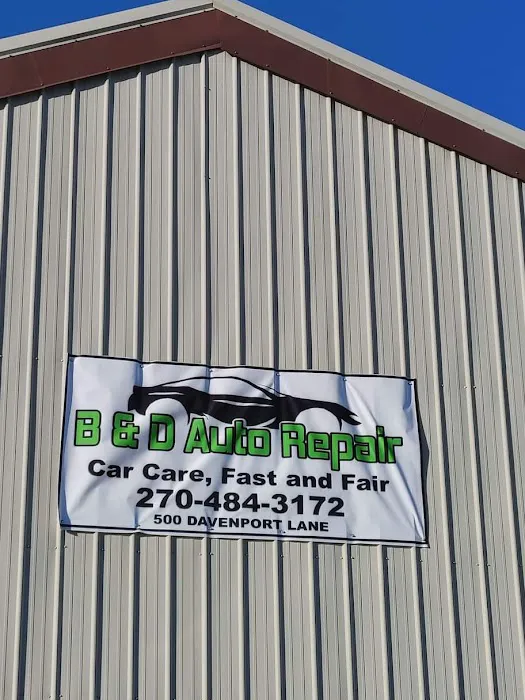 B & D Auto Repair
Car Care, Fast and Fair
270-484-3172
500 DAVENPORT LANE